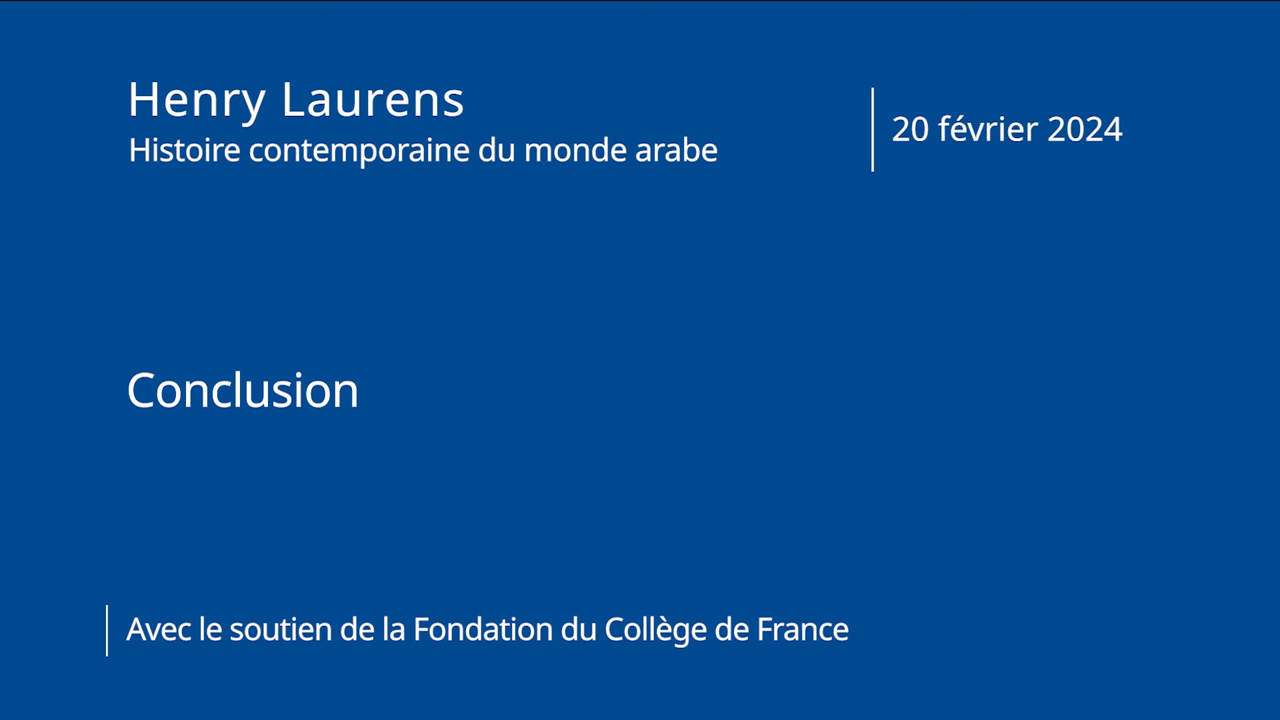 Henry Laurens
Histoire contemporaine du monde arabe
20 février 2024
Conclusion
Avec le soutien de la Fondation du Collège de France